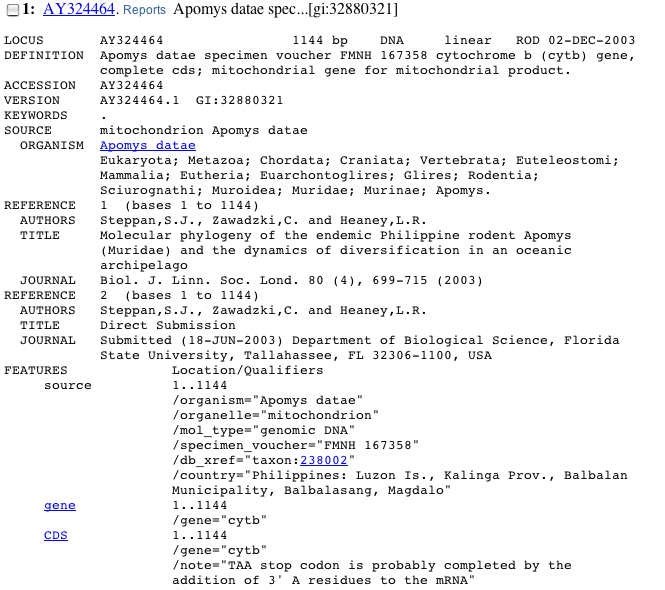 1: AY324464. Reports Apomys datae spec...[gi:32880321]
LOCUS AY324464 1144 bp DNA linear ROD 02-DEC-2003
DEFINITION Apomys datae specimen voucher FMNH 167358 cytochrome b (cytb) gene,
complete cds; mitochondrial gene for mitochondrial product.
ACCESSION AY324464
VERSION AY324464.1 GI:32880321
KEYWORDS .
SOURCE mitochondrion Apomys datae
ORGANISM Apomys datae
Eukaryota; Metazoa; Chordata; Craniata; Vertebrata; Euteleostomi;
Mammalia; Eutheria; Euarchontoglires; Glires; Rodentia;
Sciurognathi; Muroidea; Muridae; Murinae; Apomys.
REFERENCE 1 (bases 1 to 1144)
AUTHORS Steppan,S.J., Zawadzki,C. and Heaney,L.R.
TITLE Molecular phylogeny of the endemic Philippine rodent Apomys
(Muridae) and the dynamics of diversification in an oceanic
archipelago
JOURNAL Biol. J. Linn. Soc. Lond. 80 (4), 699-715 (2003)
REFERENCE 2 (bases 1 to 1144)
AUTHORS Steppan,S.J., Zawadzki,C. and Heaney,L.R.
TITLE Direct Submission
JOURNAL Submitted (18-JUN-2003) Department of Biological Science, Florida
State University, Tallahassee, FL 32306-1100, USA
FEATURES Location/Qualifiers
source 1..1144
/organism="Apomys datae"
/organelle="mitochondrion"
/mol_type="genomic DNA"
/specimen_voucher="FMNH 167358"
/db_xref="taxon:238002"
/country="Philippines: Luzon Is., Kalinga Prov., Balbalan
Municipality, Balbalasang, Magdalo"
gene 1..1144
/gene="cytb"
CDS 1..1144
/gene="cytb"
/note="TAA stop codon is probably completed by the
addition of 3' A residues to the mRNA"